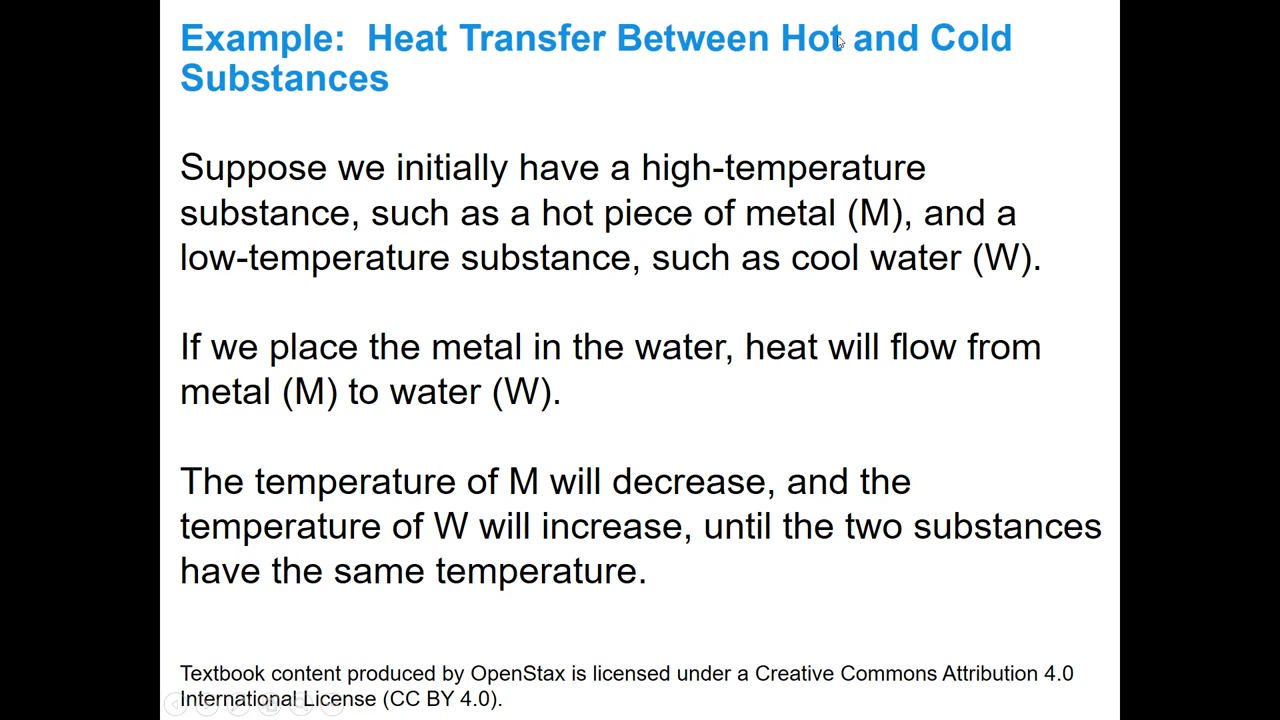 Example:  Heat Transfer Between Hot and Cold
Substances
Suppose we initially have a high-temperature
substance, such as a hot piece of metal (M), and a
low-temperature substance, such as cool water (W).
If we place the metal in the water, heat will flow from
metal (M) to water (W).
The temperature of M will decrease, and the
temperature of W will increase, until the two substances
have the same temperature.
Textbook content produced by OpenStax is licensed under a Creative Commons Attribution 4.0
International License (CC BY 4.0).